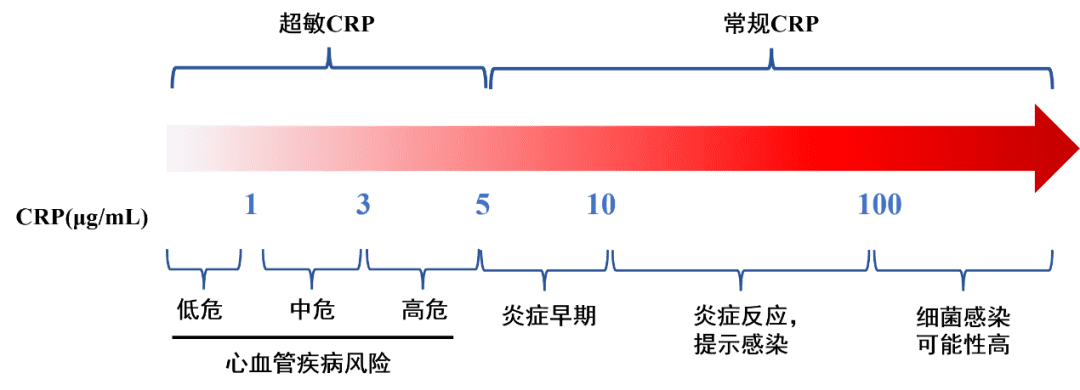 超敏CRP
常规CRP
CRP(μg/mL)
1
3
5
10
100
低危
中危
高危
炎症早期
炎症反应，
提示感染
细菌感染
可能性高
心血管疾病风险